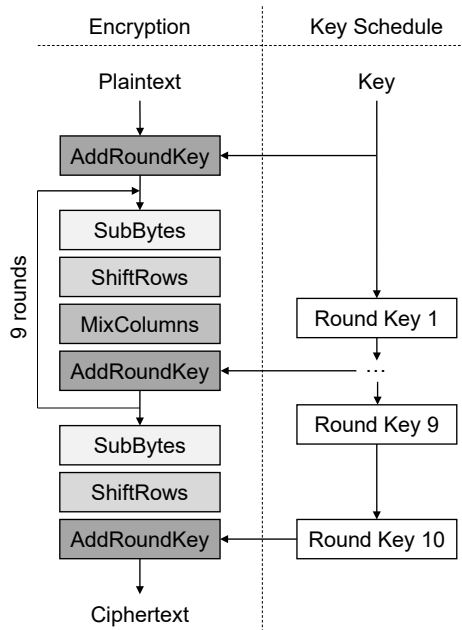 Encryption
Key Schedule
Plaintext
Key
AddRoundKey
SubBytes
ShiftRows
MixColumns
AddRoundKey
9 rounds
Round Key 1
...
Round Key 9
SubBytes
ShiftRows
AddRoundKey
Round Key 10
Ciphertext